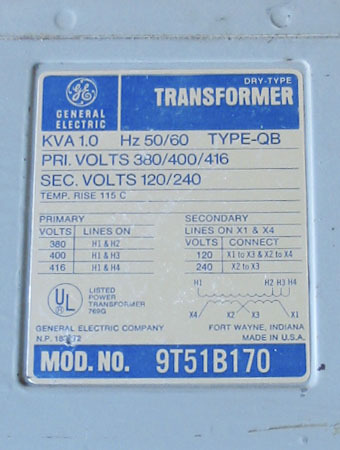 GE
GENERAL ELECTRIC
DRY-TYPE
TRANSFORMER
KVA 1.0 Hz 50/60 TYPE-QB
PRI. VOLTS 380/400/416
SEC. VOLTS 120/240
TEMP. RISE 115 C
PRIMARY
VOLTS LINES ON
380 H1 & H2
400 H1 & H3
416 H1 & H4
SECONDARY
LINES ON X1 & X4
VOLTS CONNECT
120 X1 to X3 & X2 to X4
240 X2 to X3
H1 H2 H3 H4
X4 X2 X3 X1
UL
LISTED
POWER
TRANSFORMER
769G
GENERAL ELECTRIC COMPANY
N.P.
FORT WAYNE, INDIANA
MADE IN U.S.A.
MOD. NO. 9T51B170